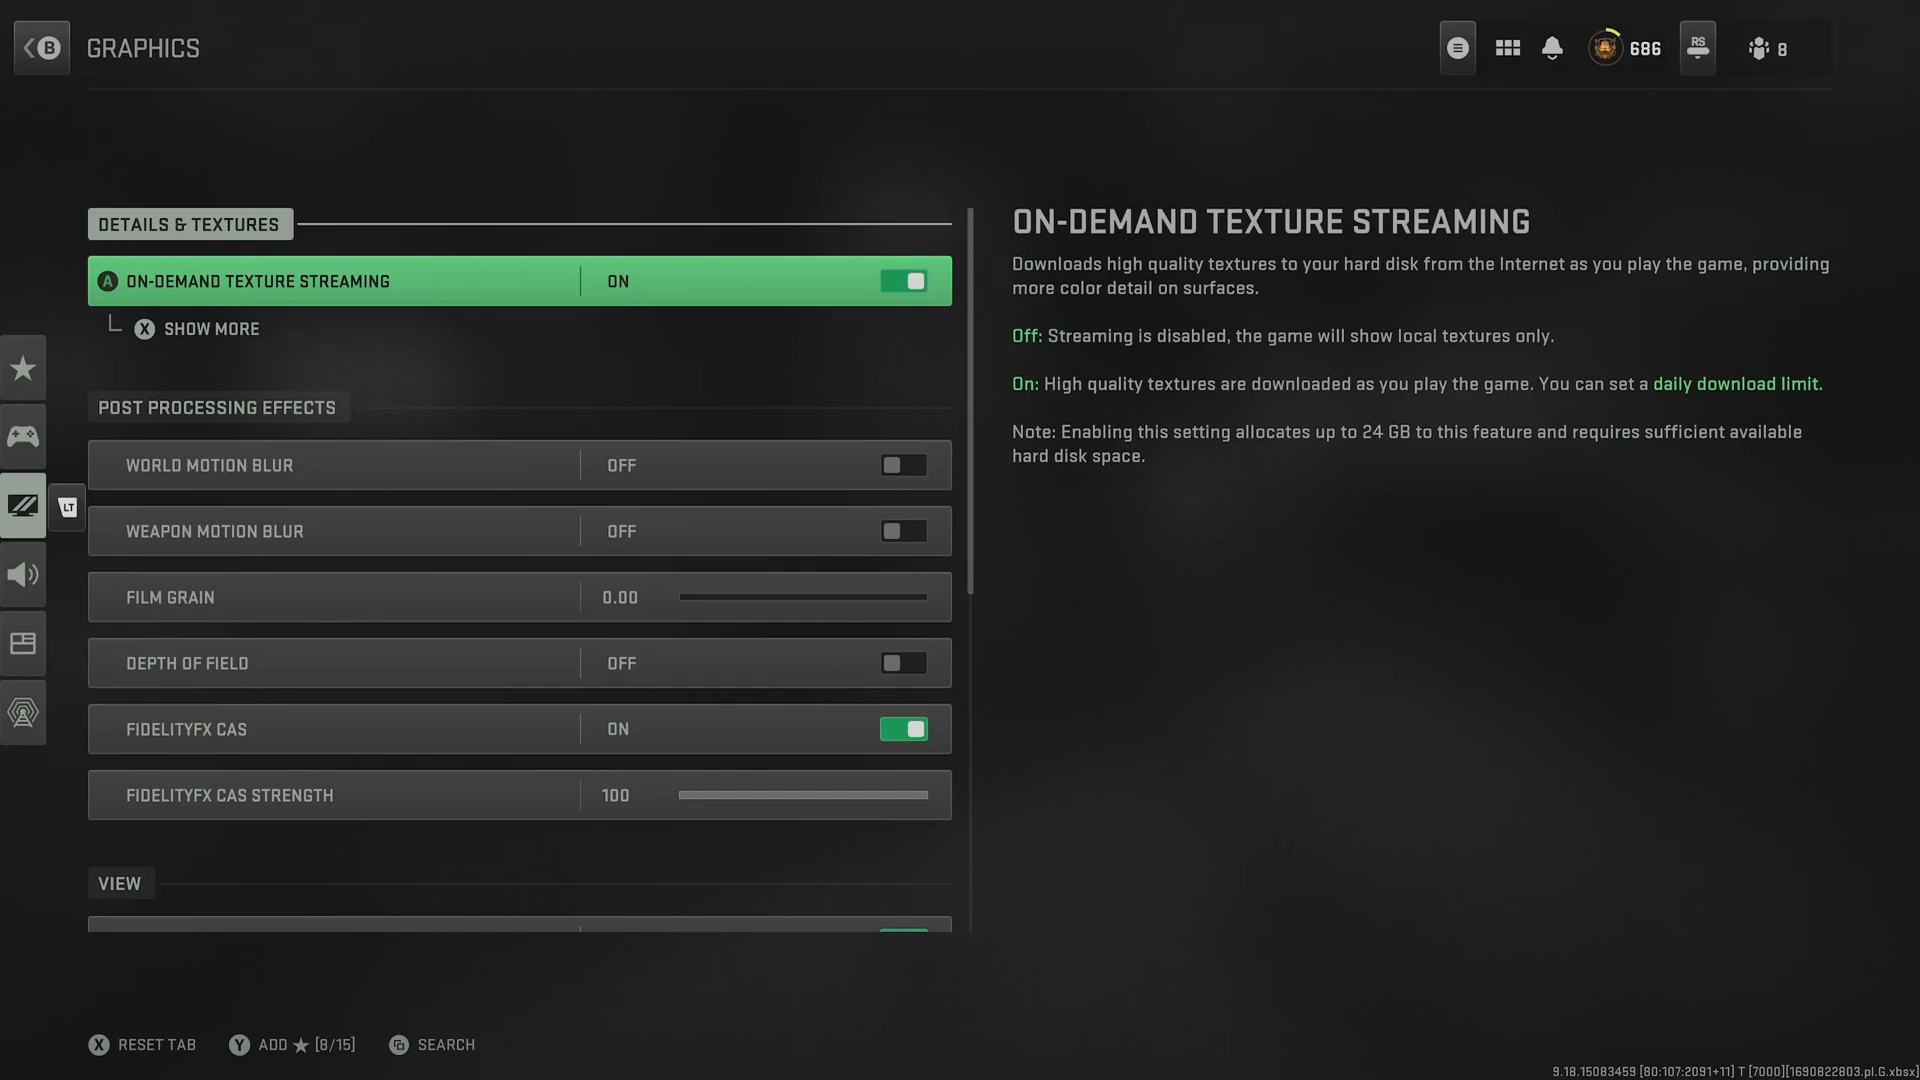 B GRAPHICS
686 RS 8
DETAILS & TEXTURES
A ON-DEMAND TEXTURE STREAMING ON
X SHOW MORE
POST PROCESSING EFFECTS
WORLD MOTION BLUR OFF
LT
WEAPON MOTION BLUR OFF
FILM GRAIN 0.00
DEPTH OF FIELD OFF
FIDELITYFX CAS ON
FIDELITYFX CAS STRENGTH 100
VIEW
ON-DEMAND TEXTURE STREAMING
Downloads high quality textures to your hard disk from the Internet as you play the game, providing
more color detail on surfaces.
Off: Streaming is disabled, the game will show local textures only.
On: High quality textures are downloaded as you play the game. You can set a daily download limit.
Note: Enabling this setting allocates up to 24 GB to this feature and requires sufficient available
hard disk space.
X RESET TAB Y ADD ★ [8/15] SEARCH
9.18.15083459 [80:107:2091+11] T [7000][1690822803.pl.G.xbsx]